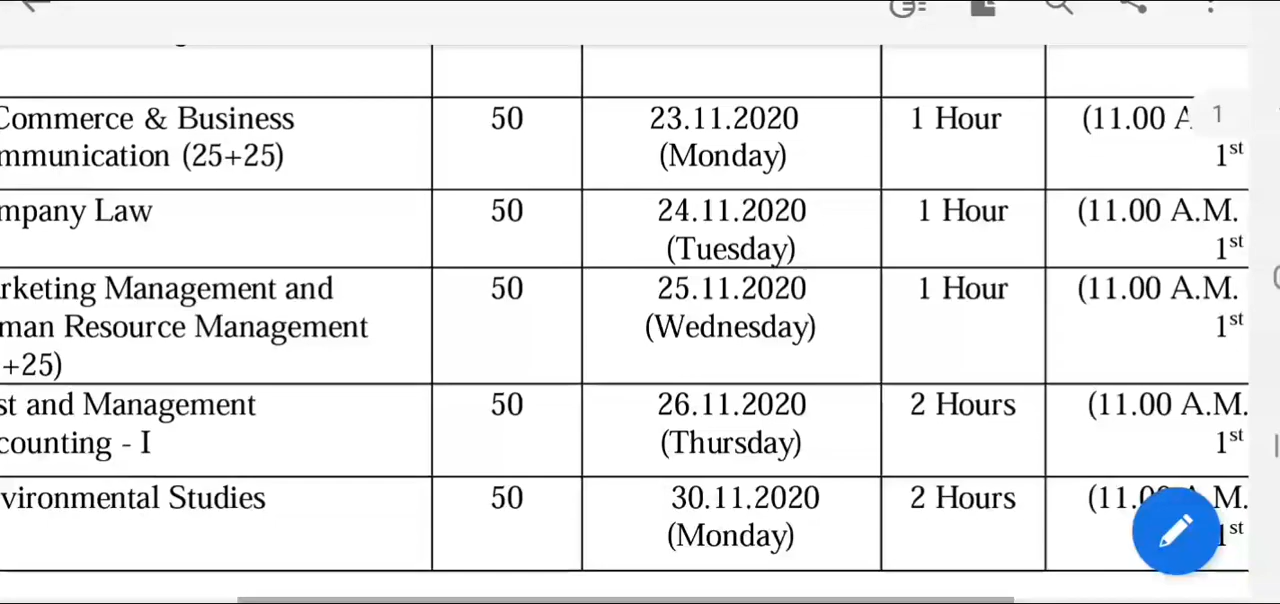 Commerce & Business 50 23.11.2020 1 Hour (11.00 A 1
mmunication (25+25) (Monday) 1st
mpany Law 50 24.11.2020 1 Hour (11.00 A.M.
(Tuesday) 1st
rketing Management and 50 25.11.2020 1 Hour (11.00 A.M.
man Resource Management (Wednesday) 1st
+25)
st and Management 50 26.11.2020 2 Hours (11.00 A.M.
counting - I (Thursday) 1st
vironmental Studies 50 30.11.2020 2 Hours (11.0 M.
(Monday) 1st